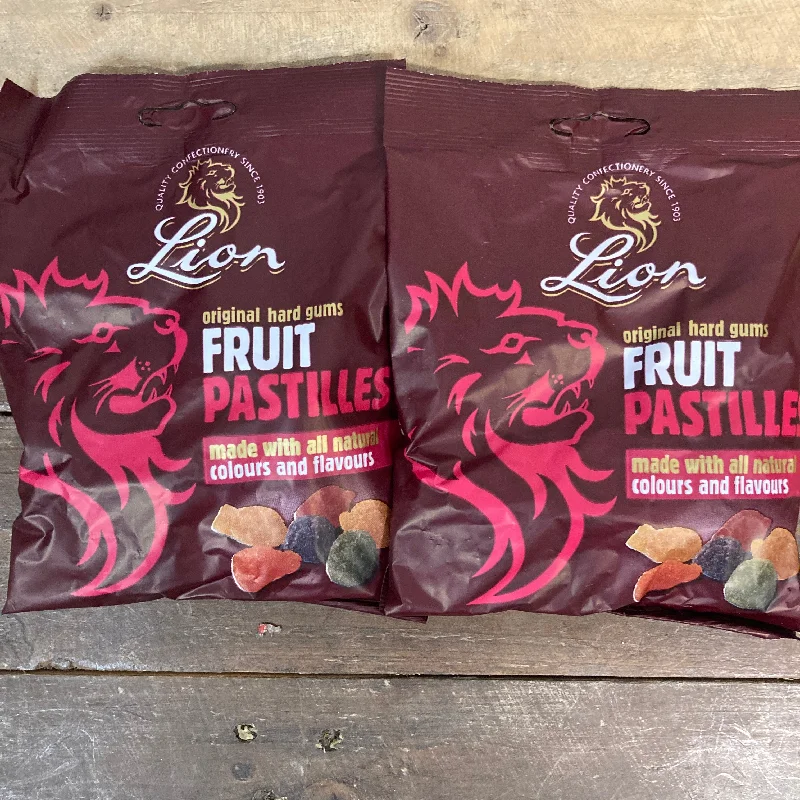 QUALITY CONFECTIONERY SINCE 1903
Lion
original hard gums
FRUIT
PASTILLES
made with all natural
colours and flavours
QUALITY CONFECTIONERY SINCE 1903
Lion
original hard gums
FRUIT
PASTILLES
made with all natural
colours and flavours